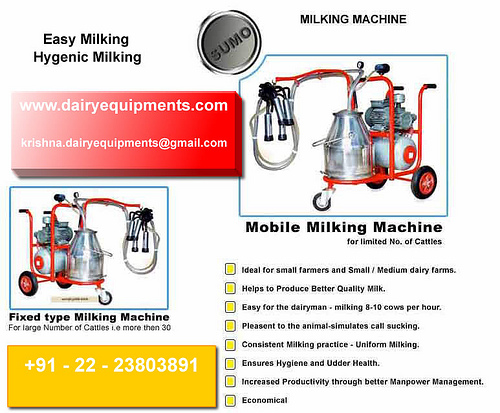 Easy Milking
Hygenic Milking
SUMO
MILKING MACHINE
www.dairyequipments.com
krishna.dairyequipments@gmail.com
Mobile Milking Machine
for limited No. of Cattles
Fixed type Milking Machine
For large Number of Cattles i.e more then 30
+91 - 22 - 23803891
Ideal for small farmers and Small / Medium dairy farms.
Helps to Produce Better Quality Milk.
Easy for the dairyman - milking 8-10 cows per hour.
Pleasent to the animal-simulates calf sucking.
Consistent Milking practice - Uniform Milking.
Ensures Hygiene and Udder Health.
Increased Productivity through better Manpower Management.
Economical